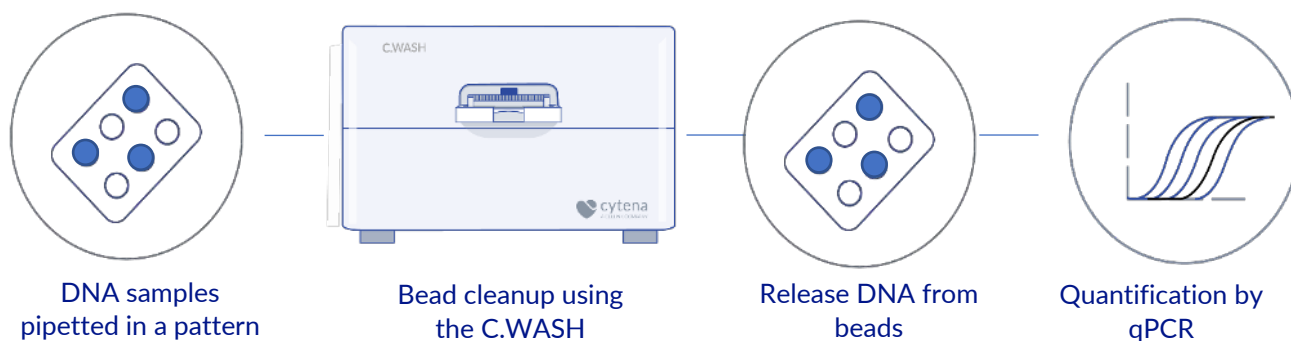 C.WASH
cytena
DNA samples
pipetted in a pattern
Bead cleanup using
the C.WASH
Release DNA from
beads
Quantification by
qPCR